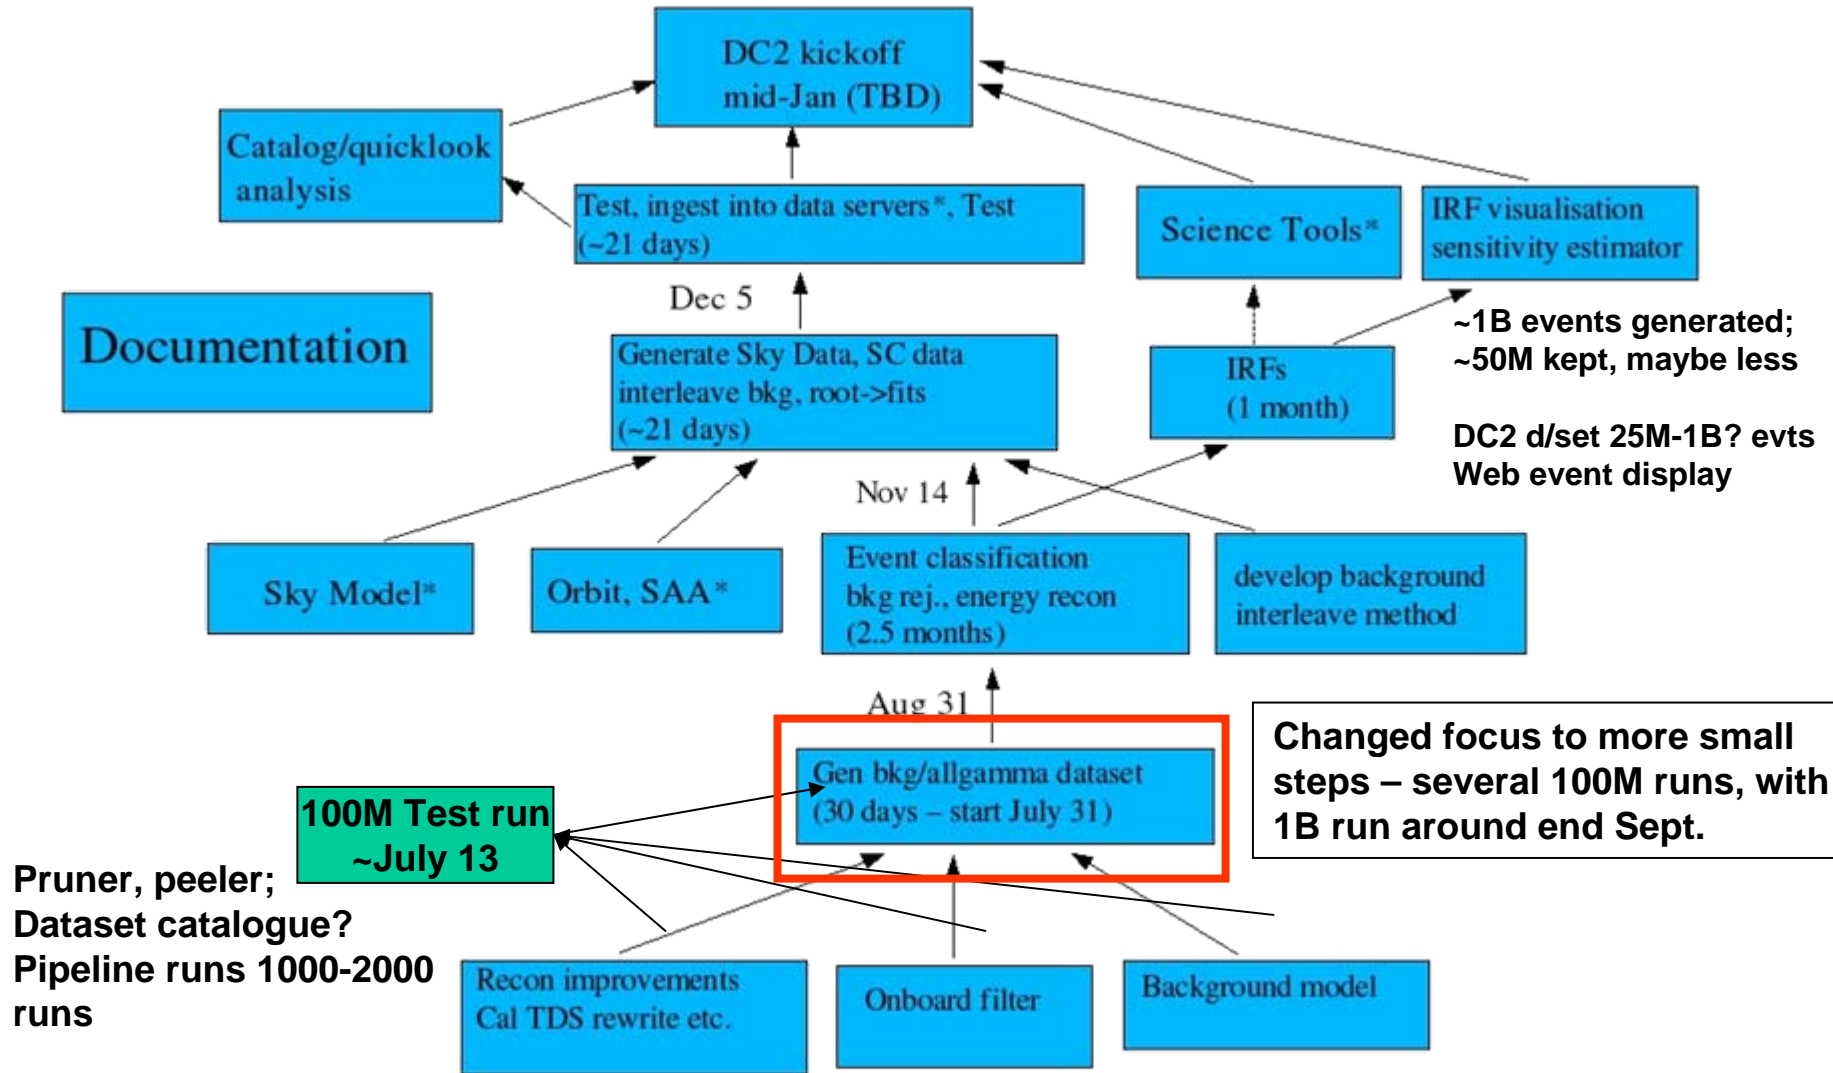 DC2 kickoff
mid-Jan (TBD)
Catalog/quicklook
analysis
Test, ingest into data servers*, Test
(~21 days)
Science Tools*
IRF visualisation
sensitivity estimator
Dec 5
Documentation
Generate Sky Data, SC data
interleave bkg, root->fits
(~21 days)
IRFs
(1 month)
~1B events generated;
~50M kept, maybe less
DC2 d/set 25M-1B? evts
Web event display
Nov 14
Sky Model*
Orbit, SAA*
Event classification
bkg rej., energy recon
(2.5 months)
develop background
interleave method
Aug 31
Gen bkg/allgamma dataset
(30 days – start July 31)
Changed focus to more small
steps – several 100M runs, with
1B run around end Sept.
100M Test run
~July 13
Pruner, peeler;
Dataset catalogue?
Pipeline runs 1000-2000
runs
Recon improvements
Cal TDS rewrite etc.
Onboard filter
Background model